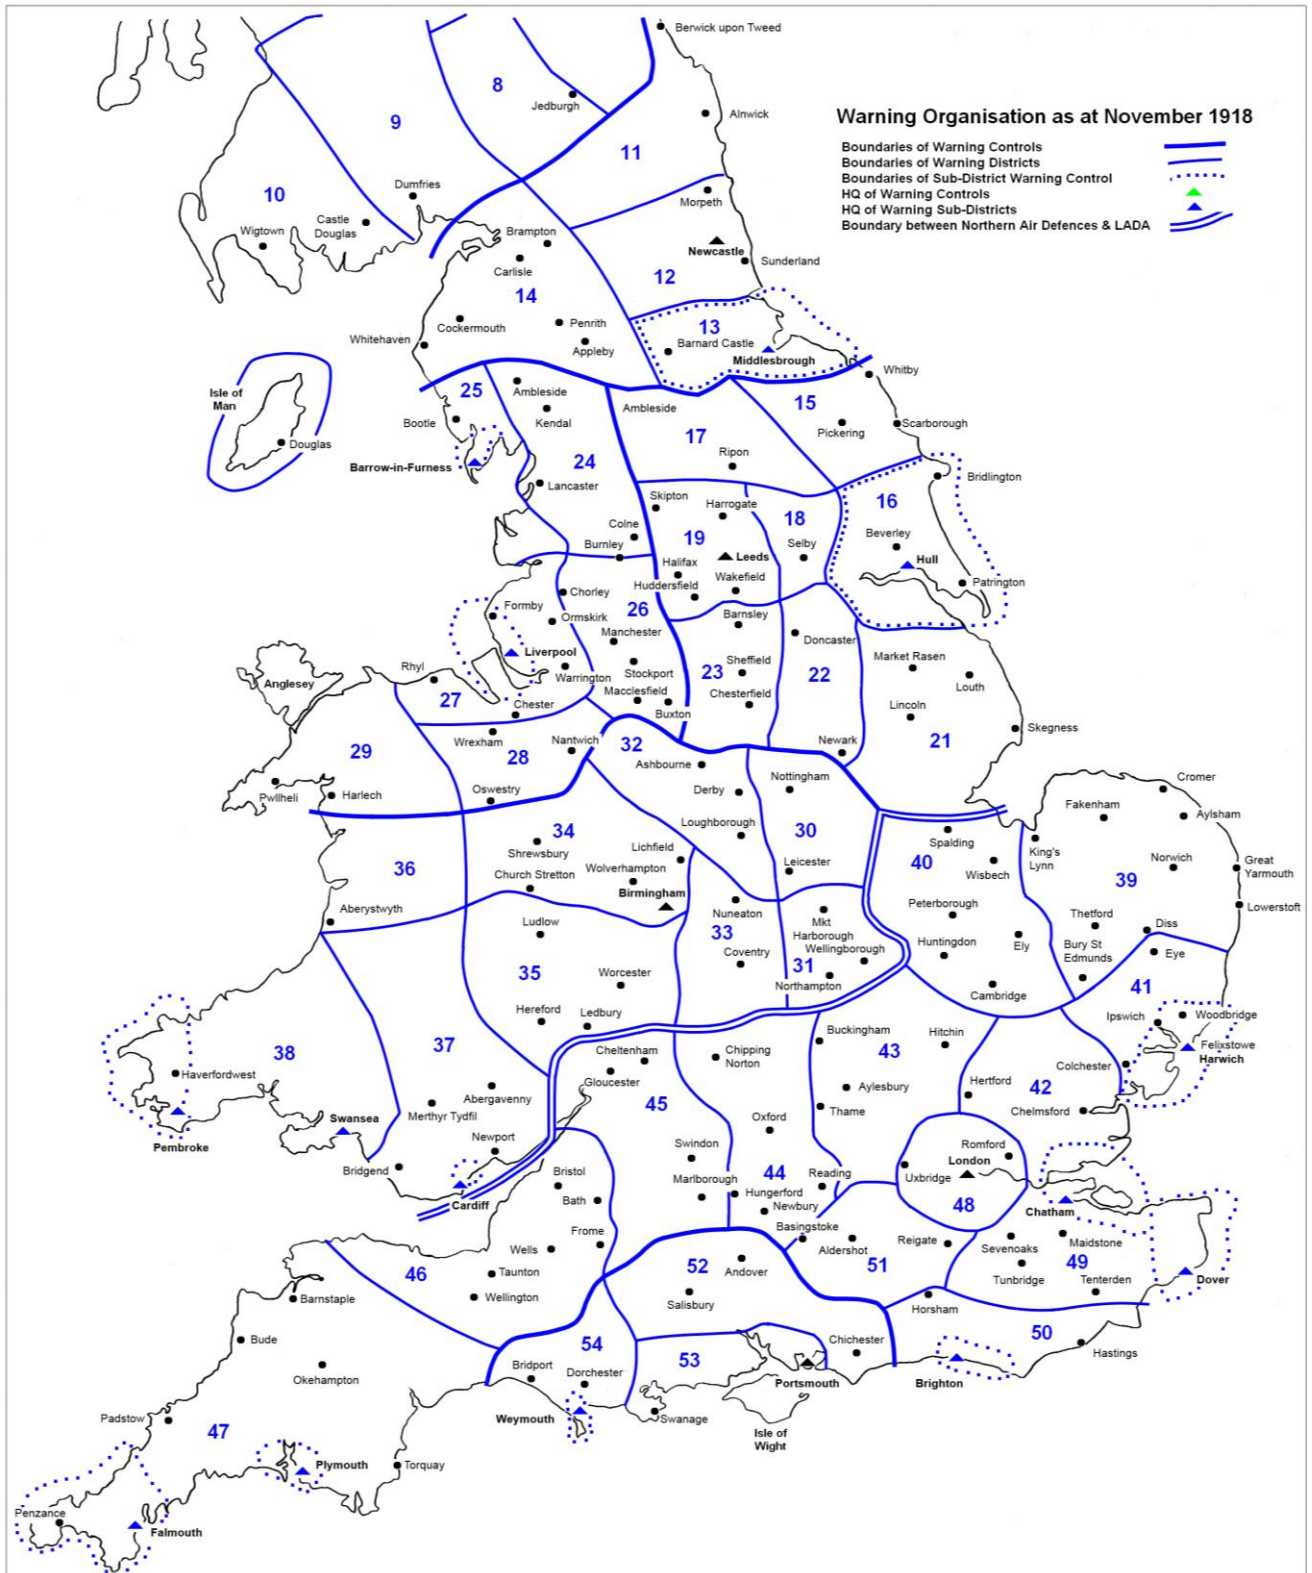 Berwick upon Tweed
8
Jedburgh
Alnwick
Warning Organisation as at November 1918
9
Boundaries of Warning Controls
Boundaries of Warning Districts
Boundaries of Sub-District Warning Control
HQ of Warning Controls
HQ of Warning Sub-Districts
Boundary between Northern Air Defences & LADA
11
10
Dumfries
Morpeth
Castle
Douglas
Wigtown
Brampton
Newcastle
Sunderland
Carlisle
12
14
Cockermouth
Penrith
13
Whitehaven
Appleby
Barnard Castle
Middlesbrough
Whitby
Isle of
Man
25
Ambleside
Ambleside
15
Bootle
Kendal
Pickering
Scarborough
Douglas
17
Ripon
Barrow-in-Furness
24
Bridlington
Lancaster
Skipton
Harrogate
16
18
Colne
Beverley
Burnley
19
Leeds
Selby
Hull
Halifax
Huddersfield
Wakefield
Patrington
Chorley
Formby
26
Ormskirk
Barnsley
Manchester
Doncaster
Liverpool
Rhyl
Stockport
Sheffield
Market Rasen
Anglesey
Warrington
23
22
27
Macclesfield
Chesterfield
Louth
Chester
Buxton
Lincoln
Skegness
Wrexham
Nantwich
32
Newark
21
29
28
Ashbourne
Nottingham
Cromer
Pwllheli
Harlech
Oswestry
Derby
Fakenham
Aylsham
34
Loughborough
30
Spalding
Shrewsbury
Lichfield
Leicester
40
King's
Lynn
Norwich
Great
Yarmouth
36
Church Stretton
Wolverhampton
Wisbech
39
Birmingham
Aberystwyth
Nuneaton
Peterborough
Lowerstoft
Ludlow
33
Mkt
Harborough
Thetford
Diss
Wellingborough
Huntingdon
Ely
Bury St
Edmunds
Eye
35
Worcester
Coventry
31
Northampton
Cambridge
41
Hereford
Ledbury
Ipswich
Woodbridge
Buckingham
Hitchin
38
37
Cheltenham
Chipping
Norton
43
Felixstowe
Harwich
Haverfordwest
Gloucester
Colchester
Abergavenny
45
Aylesbury
Hertford
42
Merthyr Tydfil
Thame
Chelmsford
Swansea
Oxford
Pembroke
Newport
Swindon
Romford
London
Bridgend
Bristol
44
Reading
Uxbridge
Marlborough
Hungerford
Cardiff
Bath
Newbury
48
Chatham
Frome
Basingstoke
Wells
Aldershot
Reigate
Sevenoaks
Maidstone
46
Taunton
52
Andover
51
49
Tunbridge
Tenterden
Dover
Barnstaple
Wellington
Salisbury
Horsham
Bude
54
Chichester
50
Okehampton
Bridport
Dorchester
53
Hastings
Portsmouth
Brighton
Padstow
Weymouth
Swanage
47
Isle of
Wight
Plymouth
Torquay
Penzance
Falmouth